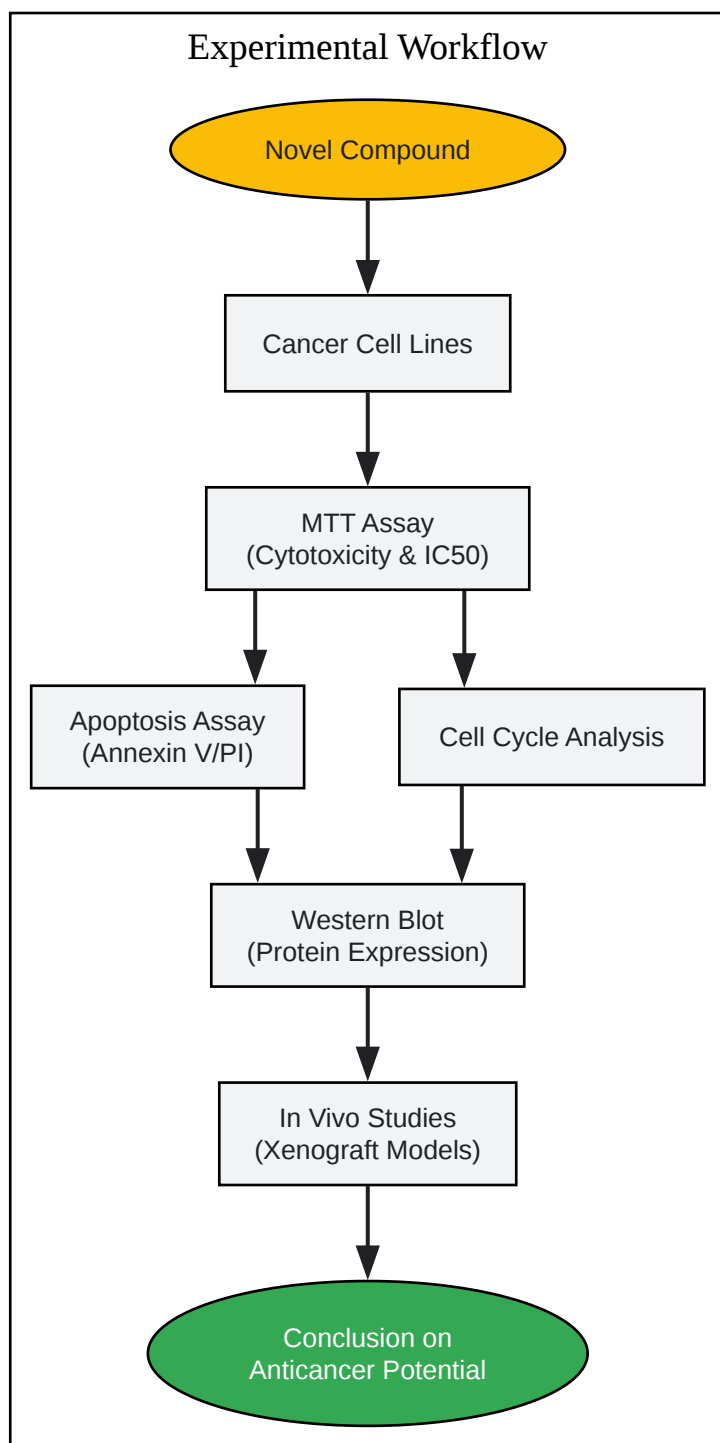 Experimental Workflow
Novel Compound
Cancer Cell Lines
MTT Assay
(Cytotoxicity & IC50)
Apoptosis Assay
(Annexin V/PI)
Cell Cycle Analysis
Western Blot
(Protein Expression)
In Vivo Studies
(Xenograft Models)
Conclusion on
Anticancer Potential